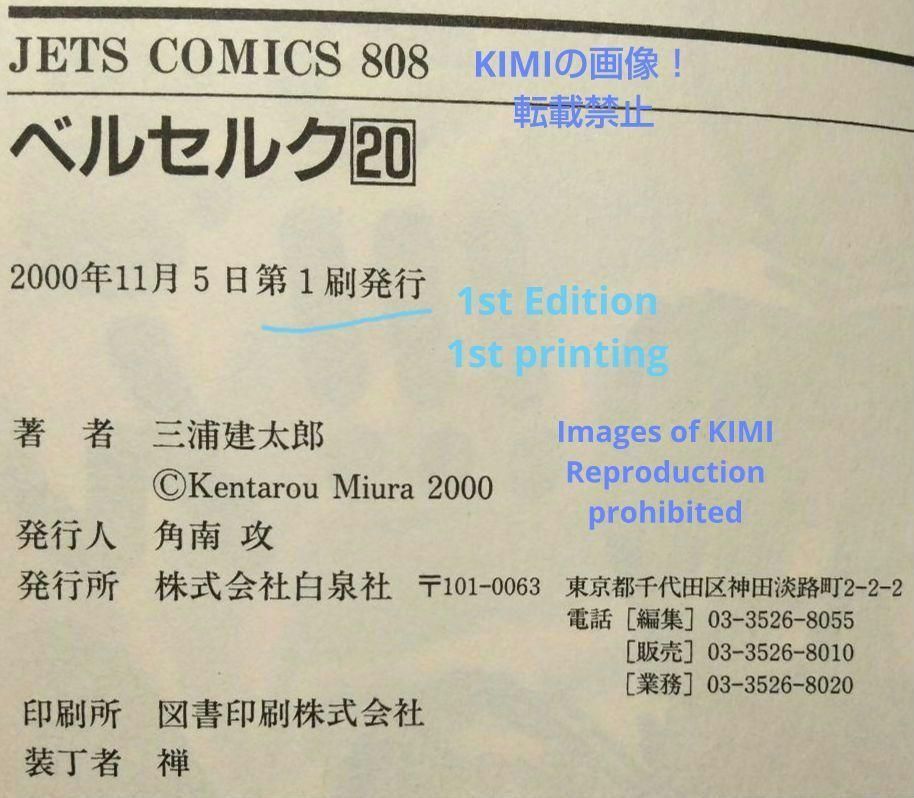 JETS COMICS 808
KIMIの画像！
転載禁止
ベルセルク20
2000年11月5日第1刷発行
1st Edition
1st printing
著　者　三浦建太郎
©Kentarou Miura 2000
Images of KIMI
Reproduction
prohibited
発行人　角南 攻
発行所　株式会社白泉社　〒101-0063　東京都千代田区神田淡路町2-2-2
電話［編集］03-3526-8055
［販売］03-3526-8010
［業務］03-3526-8020
印刷所　図書印刷株式会社
装丁者　禅